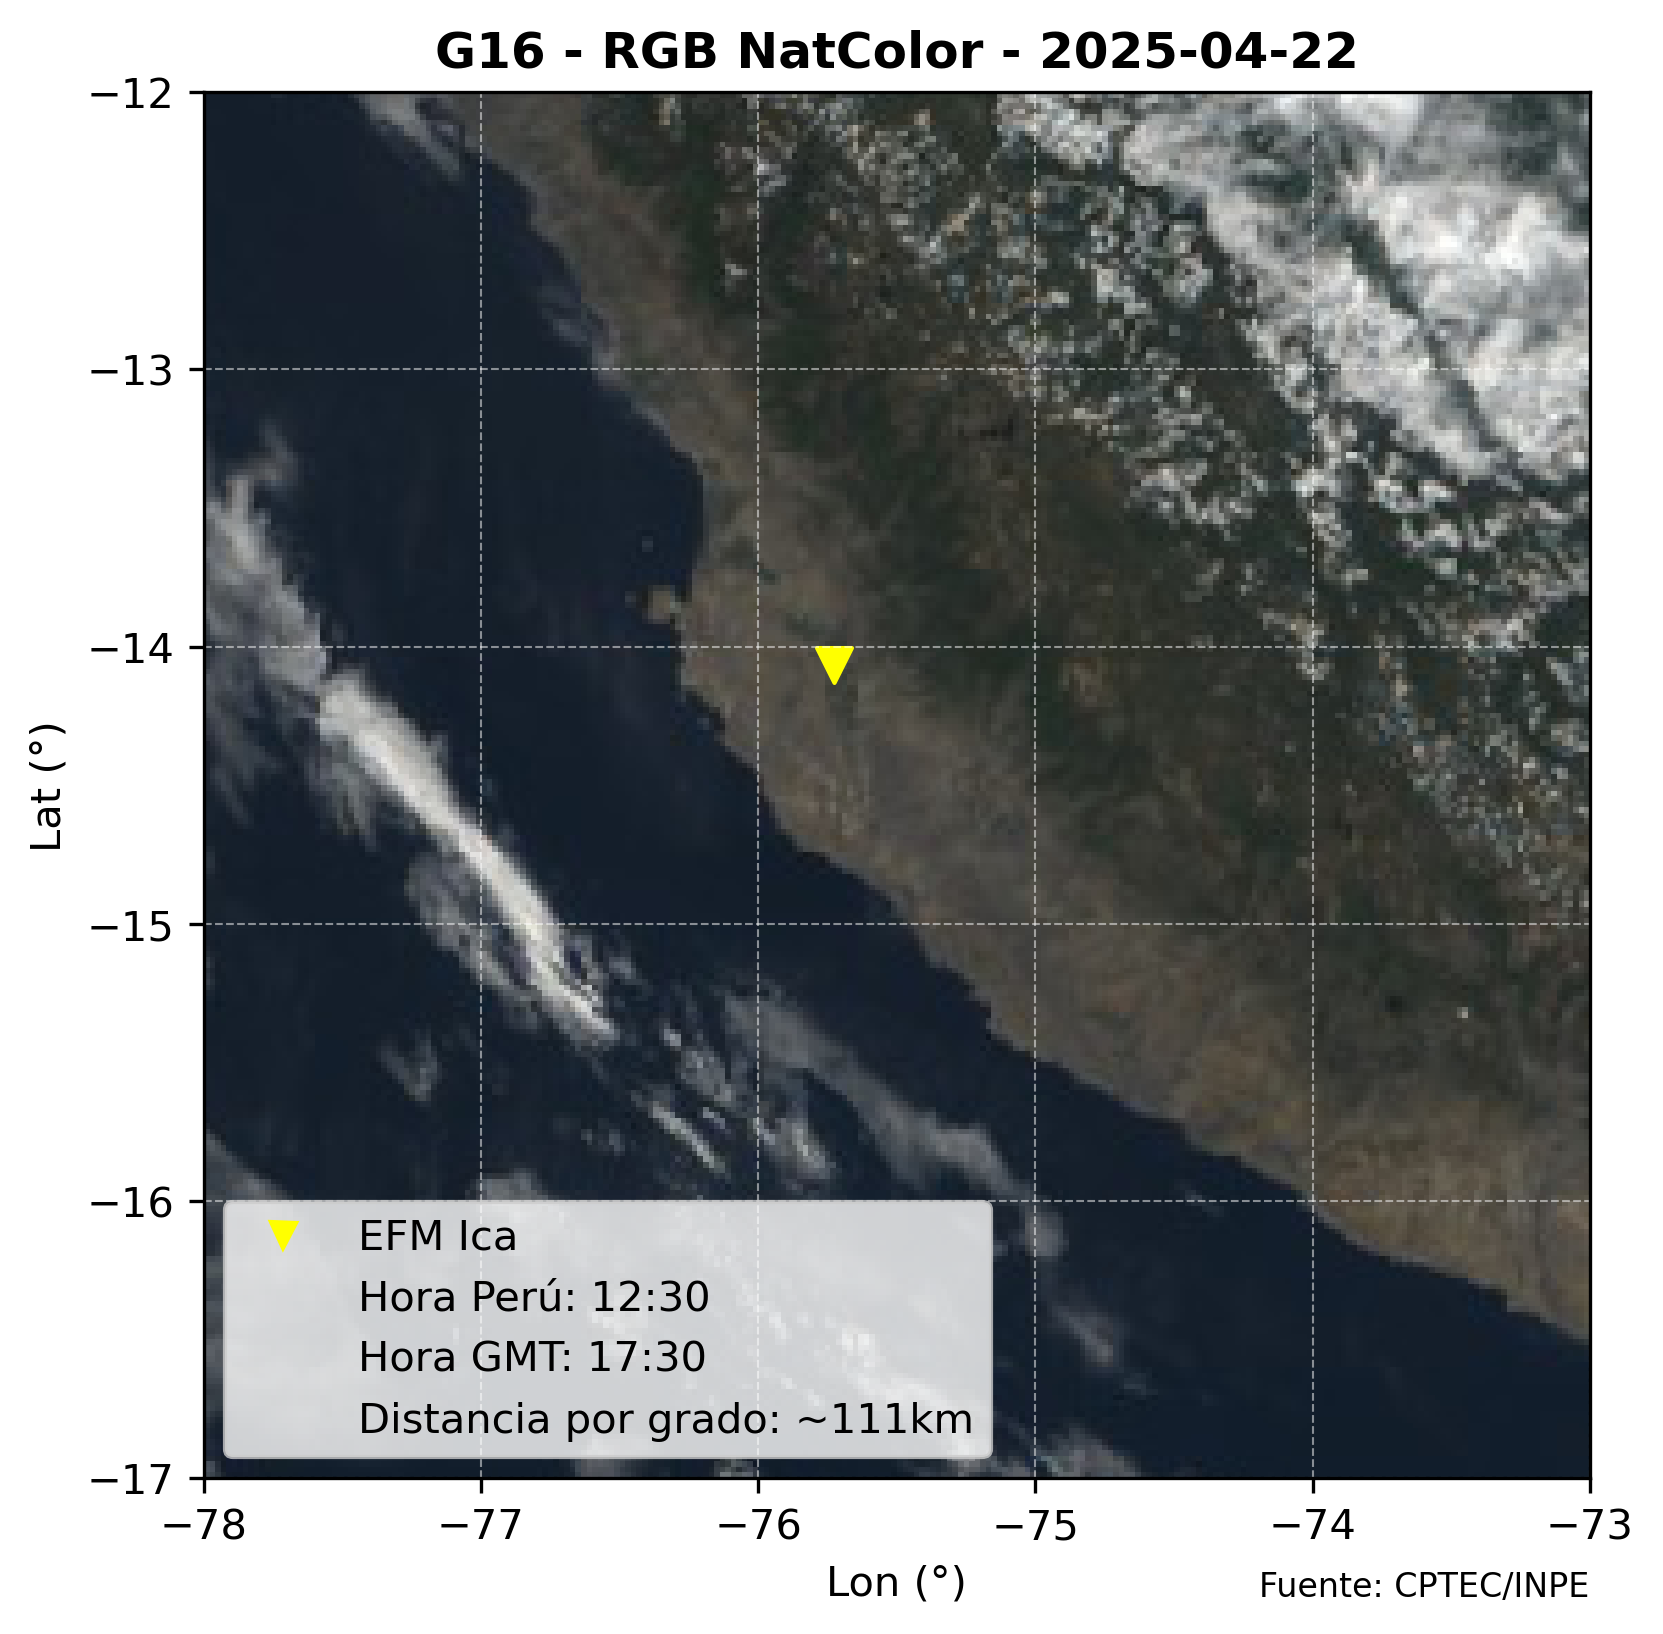 G16 - RGB NatColor - 2025-04-22
−12
−13
−14
−15
−16
−17
Lat (°)
EFM Ica
Hora Perú: 12:30
Hora GMT: 17:30
Distancia por grado: ~111km
−78 −77 −76 −75 −74 −73
Lon (°)
Fuente: CPTEC/INPE